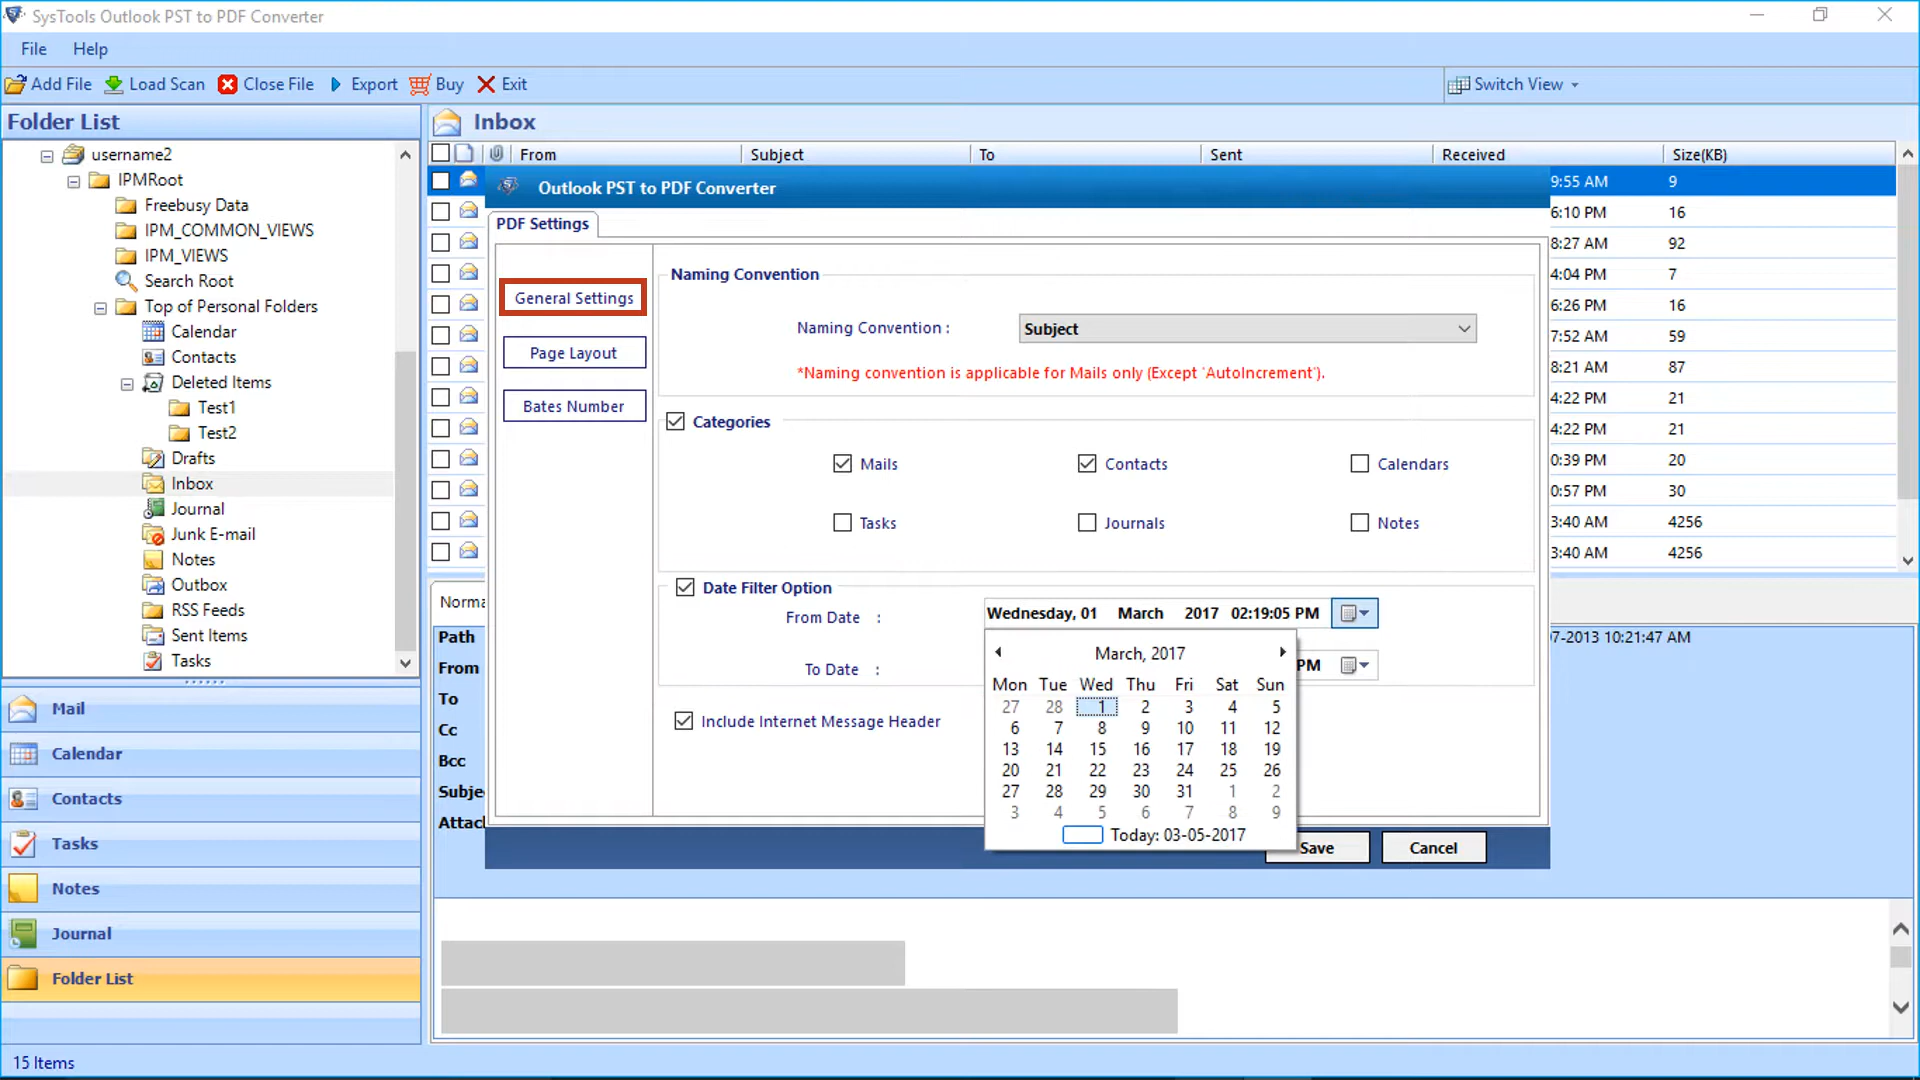 SysTools Outlook PST to PDF Converter
File Help
Add File Load Scan Close File Export Buy Exit Switch View
Folder List
username2
IPMRoot
Freebusy Data
IPM_COMMON_VIEWS
IPM_VIEWS
Search Root
Top of Personal Folders
Calendar
Contacts
Deleted Items
Test1
Test2
Drafts
Inbox
Journal
Junk E-mail
Notes
Outbox
RSS Feeds
Sent Items
Tasks
Mail
Calendar
Contacts
Tasks
Notes
Journal
Folder List
15 Items
Inbox
From Subject To Sent Received Size(KB)
9:55 AM 9
6:10 PM 16
8:27 AM 92
4:04 PM 7
6:26 PM 16
7:52 AM 59
8:21 AM 87
4:22 PM 21
4:22 PM 21
0:39 PM 20
0:57 PM 30
3:40 AM 4256
3:40 AM 4256
Outlook PST to PDF Converter
PDF Settings
General Settings
Page Layout
Bates Number
Naming Convention
Naming Convention : Subject
*Naming convention is applicable for Mails only (Except 'AutoIncrement').
Categories
Mails Contacts Calendars
Tasks Journals Notes
Date Filter Option
From Date : Wednesday, 01 March 2017 02:19:05 PM
To Date : PM
Include Internet Message Header
March, 2017
Mon Tue Wed Thu Fri Sat Sun
27 28 1 2 3 4 5
6 7 8 9 10 11 12
13 14 15 16 17 18 19
20 21 22 23 24 25 26
27 28 29 30 31 1 2
3 4 5 6 7 8 9
Today: 03-05-2017
Save Cancel
Norma
Path 07-2013 10:21:47 AM
From
To
Cc
Bcc
Subje
Attac